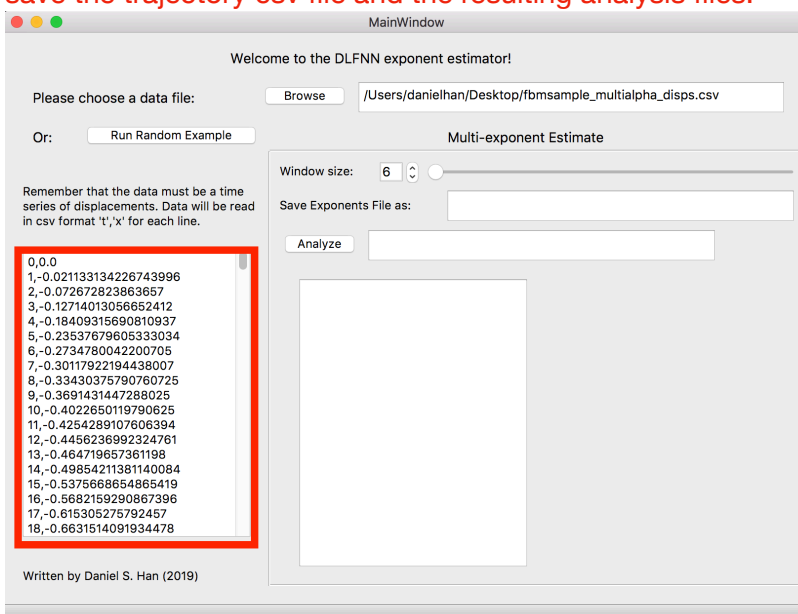 save the trajectory csv file and the resulting analysis files.
MainWindow
Welcome to the DLFNN exponent estimator!
Please choose a data file:
Browse
/Users/danielhan/Desktop/fbmsample_multialpha_disps.csv
Or:
Run Random Example
Multi-exponent Estimate
Window size:
6
Remember that the data must be a time
series of displacements. Data will be read
in csv format 't','x' for each line.
Save Exponents File as:
Analyze
0,0.0
1,-0.021133134226743996
2,-0.072672823863657
3,-0.12714013056652412
4,-0.18409315690810937
5,-0.23537679605333034
6,-0.2734780042200705
7,-0.30117922194438007
8,-0.33430375790760725
9,-0.3691431447288025
10,-0.4022650119790625
11,-0.4254289107606394
12,-0.4456236992324761
13,-0.464719657361198
14,-0.49854211381140084
15,-0.5375668654865419
16,-0.5682159290867396
17,-0.615305275792457
18,-0.6631514091934478
Written by Daniel S. Han (2019)